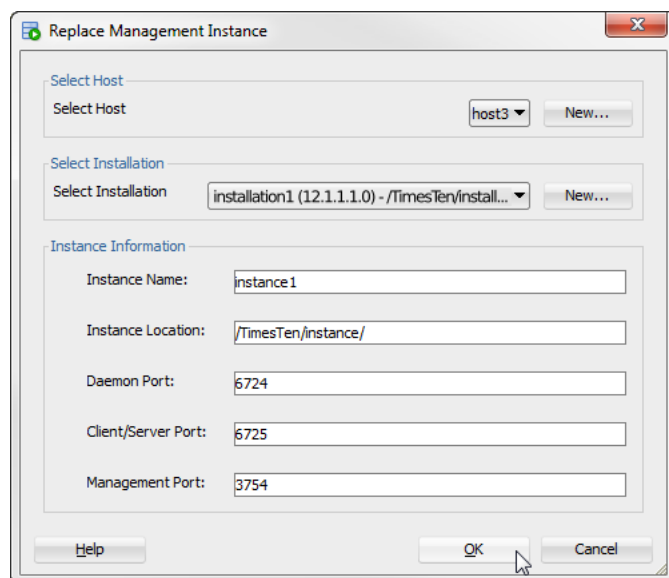 Replace Management Instance
Select Host
Select Host host3 New...
Select Installation
Select Installation installation1 (12.1.1.1.0) - /TimesTen/install... New...
Instance Information
Instance Name: instance1
Instance Location: /TimesTen/instance/
Daemon Port: 6724
Client/Server Port: 6725
Management Port: 3754
Help OK Cancel